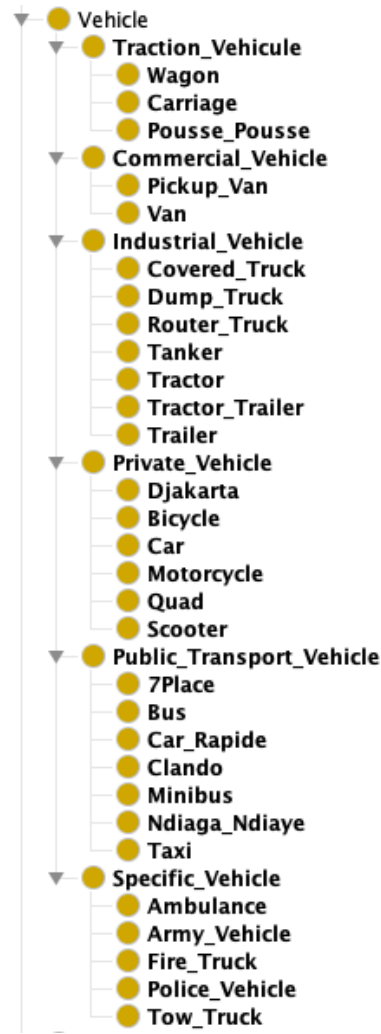 Vehicle
Traction_Vehicule
Wagon
Carriage
Pousse_Pousse
Commercial_Vehicle
Pickup_Van
Van
Industrial_Vehicle
Covered_Truck
Dump_Truck
Router_Truck
Tanker
Tractor
Tractor_Trailer
Trailer
Private_Vehicle
Djakarta
Bicycle
Car
Motorcycle
Quad
Scooter
Public_Transport_Vehicle
7Place
Bus
Car_Rapide
Clando
Minibus
Ndiaga_Ndiaye
Taxi
Specific_Vehicle
Ambulance
Army_Vehicle
Fire_Truck
Police_Vehicle
Tow_Truck